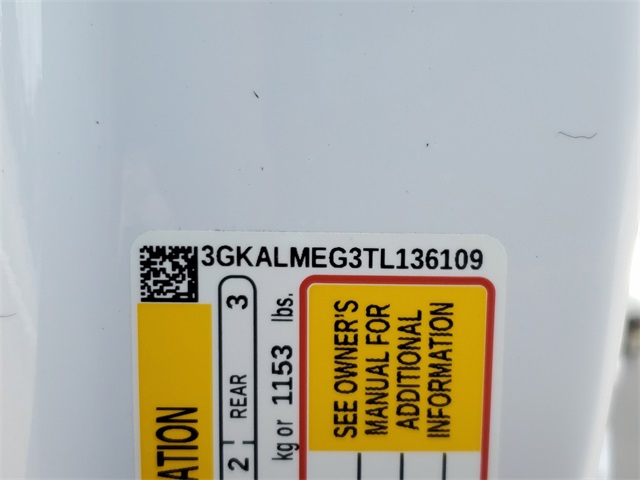 3GKALMEG3TL136109
ATION
2 REAR 3
kg or 1153 lbs.
SEE OWNER'S
MANUAL FOR
ADDITIONAL
INFORMATION